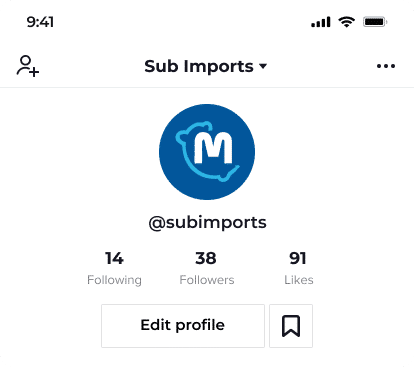 9:41
Sub Imports
M
@subimports
14 38 91
Following Followers Likes
Edit profile